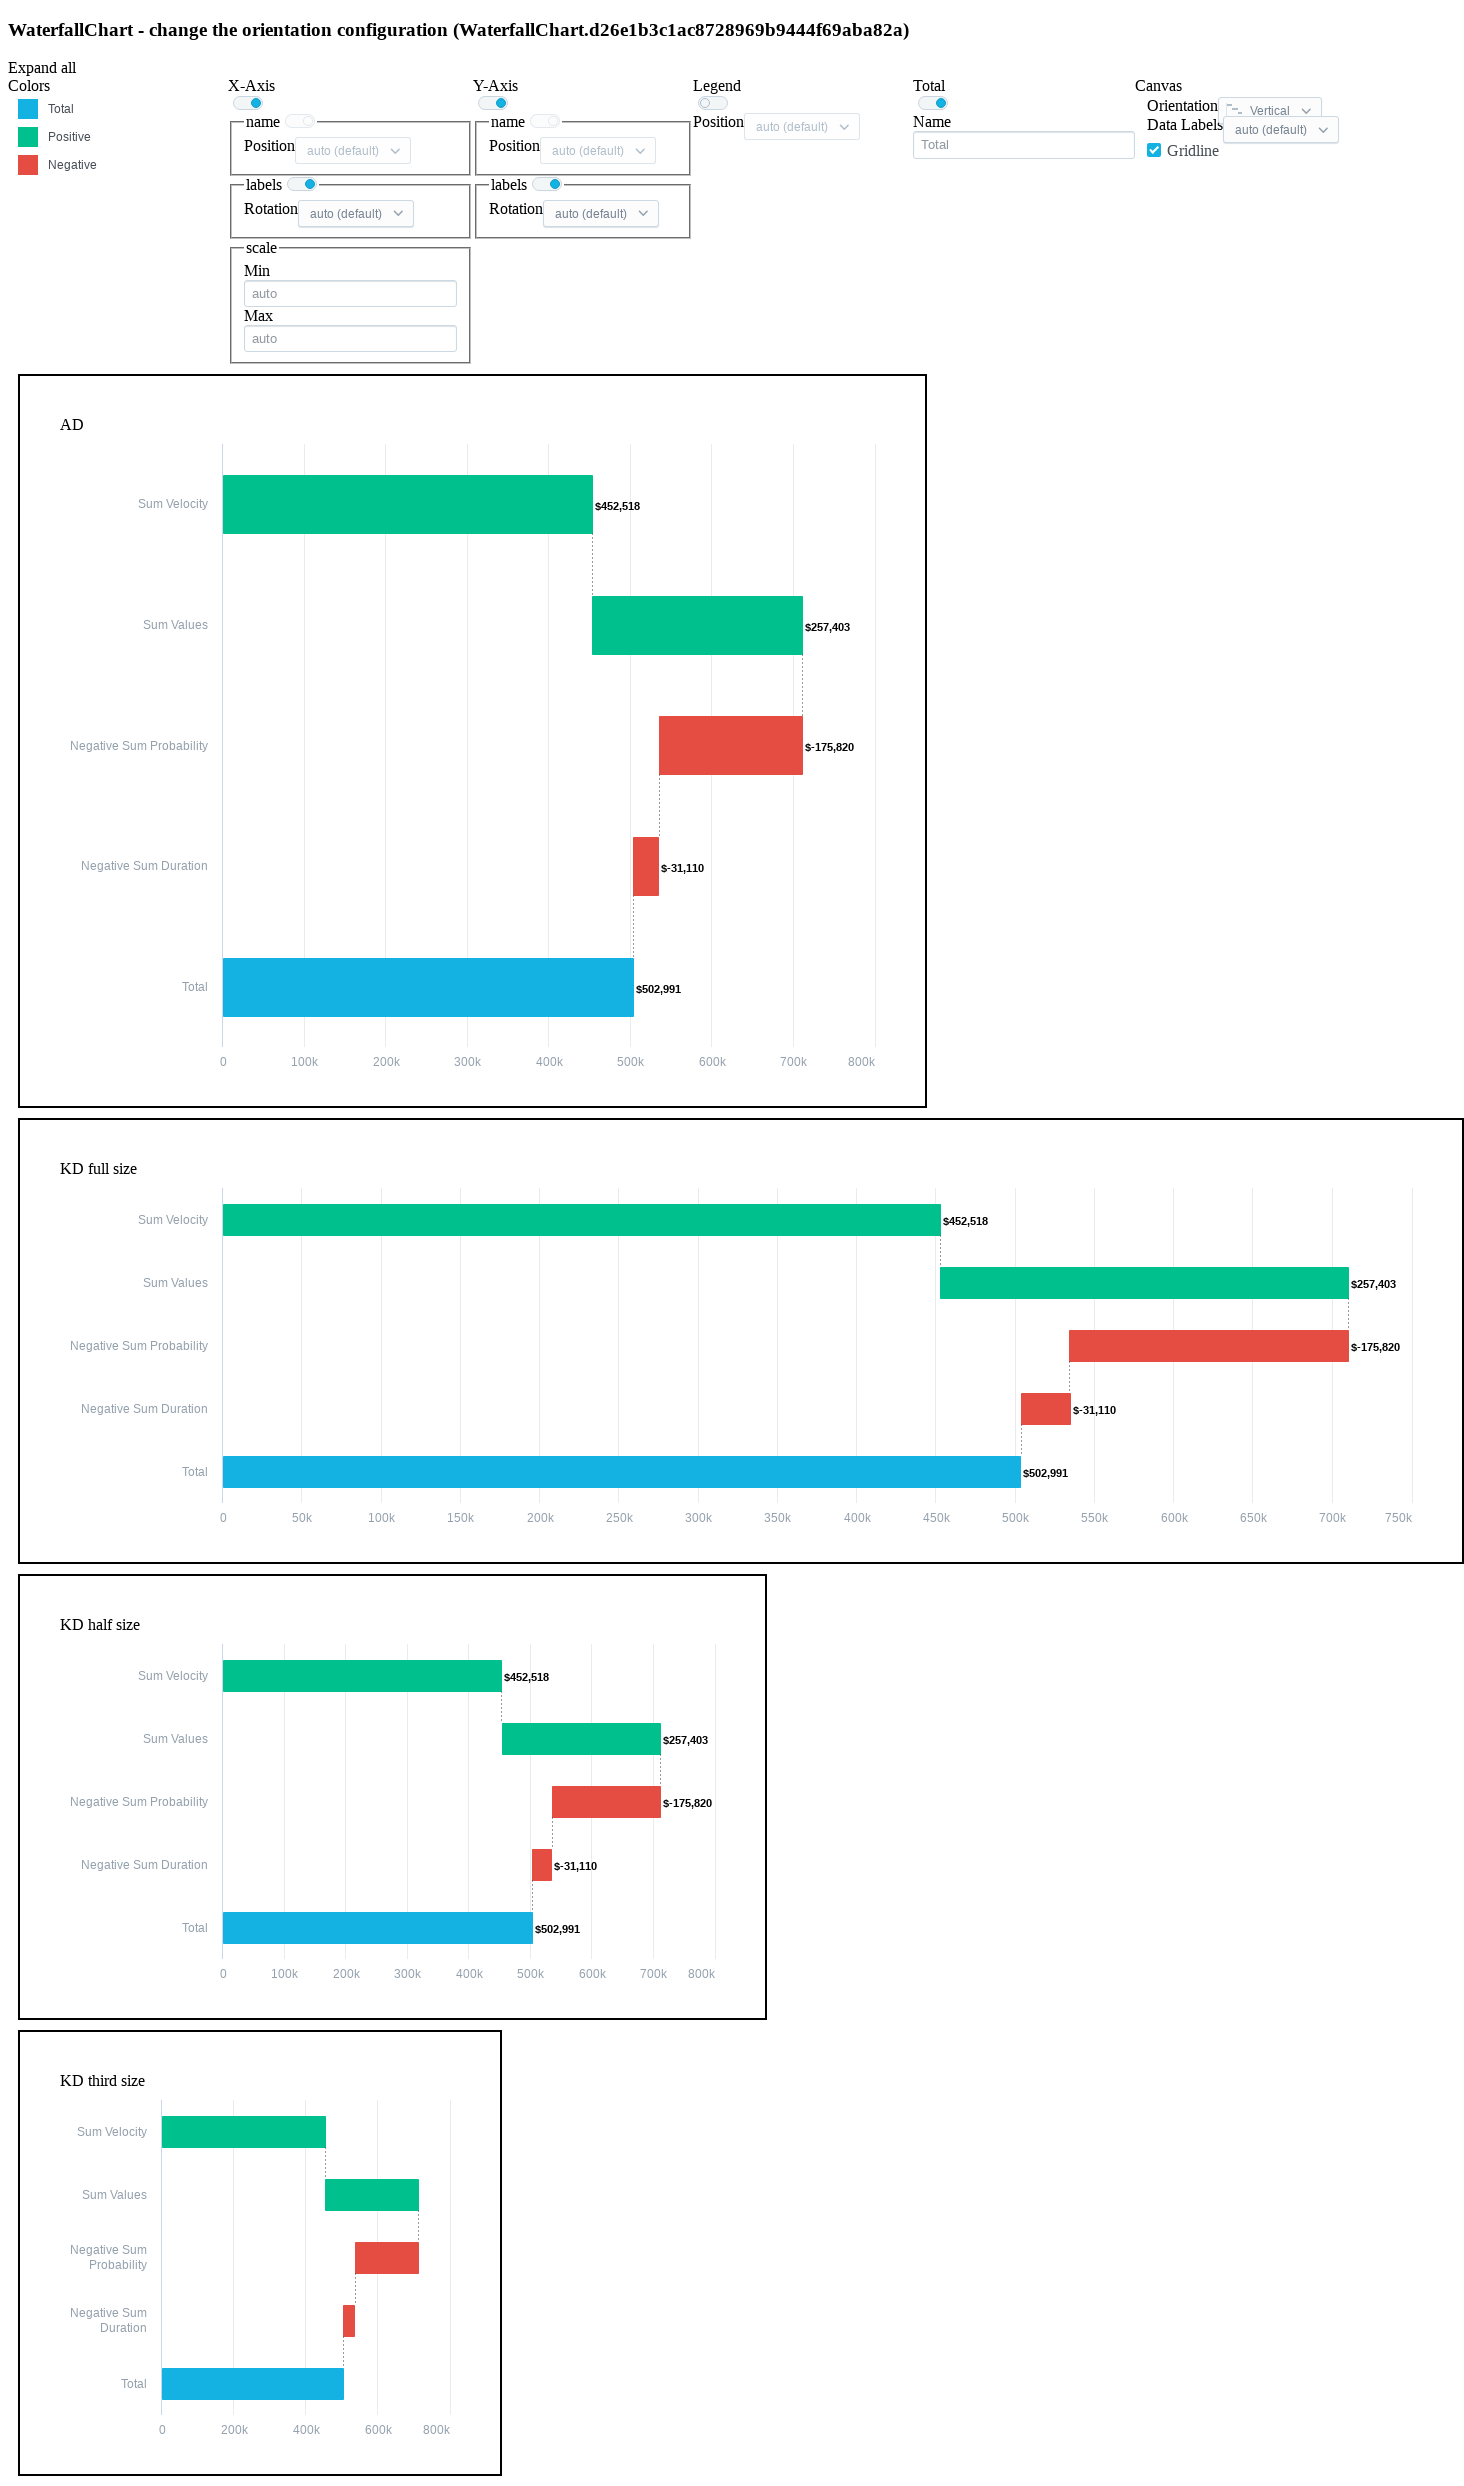 WaterfallChart - change the orientation configuration (WaterfallChart.d26e1b3c1ac8728969b9444f69aba82a)
Expand all
Colors
Total
Positive
Negative
X-Axis
name
Position auto (default)
labels
Rotation auto (default)
scale
Min
auto
Max
auto
Y-Axis
name
Position auto (default)
labels
Rotation auto (default)
Legend
Position auto (default)
Total
Name
Total
Canvas
Orientation Vertical
Data Labels auto (default)
Gridline
AD
Sum Velocity $452,518
Sum Values $257,403
Negative Sum Probability $-175,820
Negative Sum Duration $-31,110
Total $502,991
0 100k 200k 300k 400k 500k 600k 700k 800k
KD full size
Sum Velocity $452,518
Sum Values $257,403
Negative Sum Probability $-175,820
Negative Sum Duration $-31,110
Total $502,991
0 50k 100k 150k 200k 250k 300k 350k 400k 450k 500k 550k 600k 650k 700k 750k
KD half size
Sum Velocity $452,518
Sum Values $257,403
Negative Sum Probability $-175,820
Negative Sum Duration $-31,110
Total $502,991
0 100k 200k 300k 400k 500k 600k 700k 800k
KD third size
Sum Velocity
Sum Values
Negative Sum
Probability
Negative Sum
Duration
Total
0 200k 400k 600k 800k